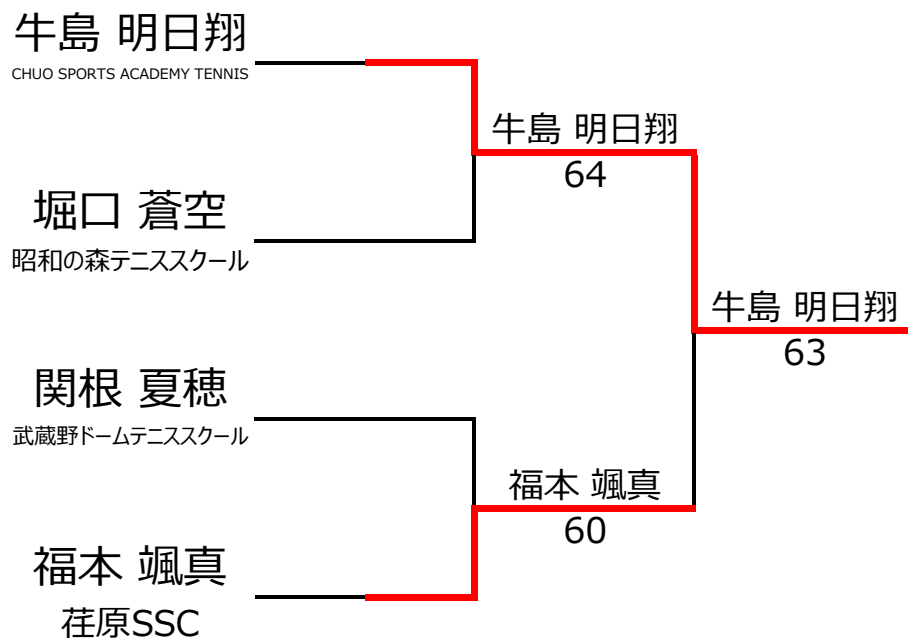 牛島 明日翔
CHUO SPORTS ACADEMY TENNIS
牛島 明日翔
64
堀口 蒼空
昭和の森テニススクール
牛島 明日翔
63
関根 夏穂
武蔵野ドームテニススクール
福本 颯真
60
福本 颯真
荏原SSC